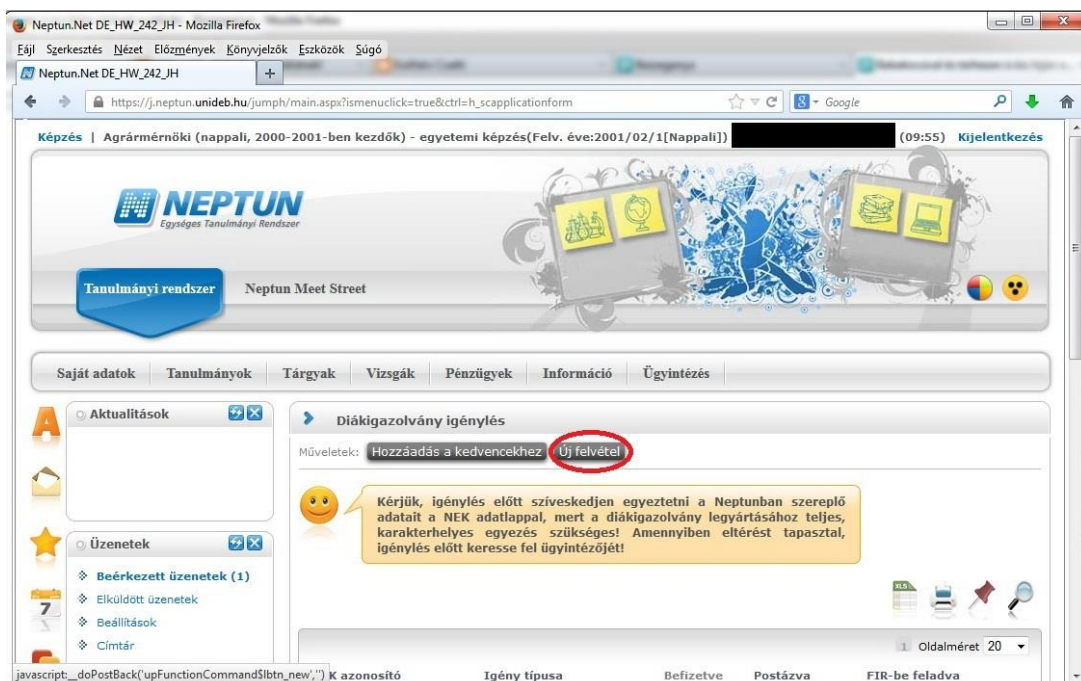 Neptun.Net DE_HW_242_JH - Mozilla Firefox
Fájl Szerkesztés Nézet Előzmények Könyvjelzők Eszközök Súgó
Neptun.Net DE_HW_242_JH
https://j.neptun.unideb.hu/jumph/main.aspx?ismenuclick=true&ctrl=h_scapplicationform
Google
Képzés | Agrármérnöki (nappali, 2000-2001-ben kezdők) - egyetemi képzés(Felv. éve:2001/02/1[Nappali]) (09:55) Kijelentkezés
NEPTUN
Egységes Tanulmányi Rendszer
Tanulmányi rendszer Neptun Meet Street
Saját adatok Tanulmányok Tárgyak Vizsgák Pénzügyek Információ Ügyintézés
Aktualitások
Diákigazolvány igénylés
Műveletek: Hozzáadás a kedvencekhez Új felvétel
Kérjük, igénylés előtt szíveskedjen egyeztetni a Neptunban szereplő
adatait a NEK adatlappal, mert a diákigazolvány legyártásához teljes,
karakterhelyes egyezés szükséges! Amennyiben eltérést tapasztal,
igénylés előtt keresse fel ügyintézőjét!
Üzenetek
Beérkezett üzenetek (1)
Elküldött üzenetek
Beállítások
Címtár
7
XLS
1 Oldalméret 20
javascript:__doPostBack('upFunctionCommand$lbtn_new','')
K azonosító Igény típusa Befizetve Postázva FIR-be feladva